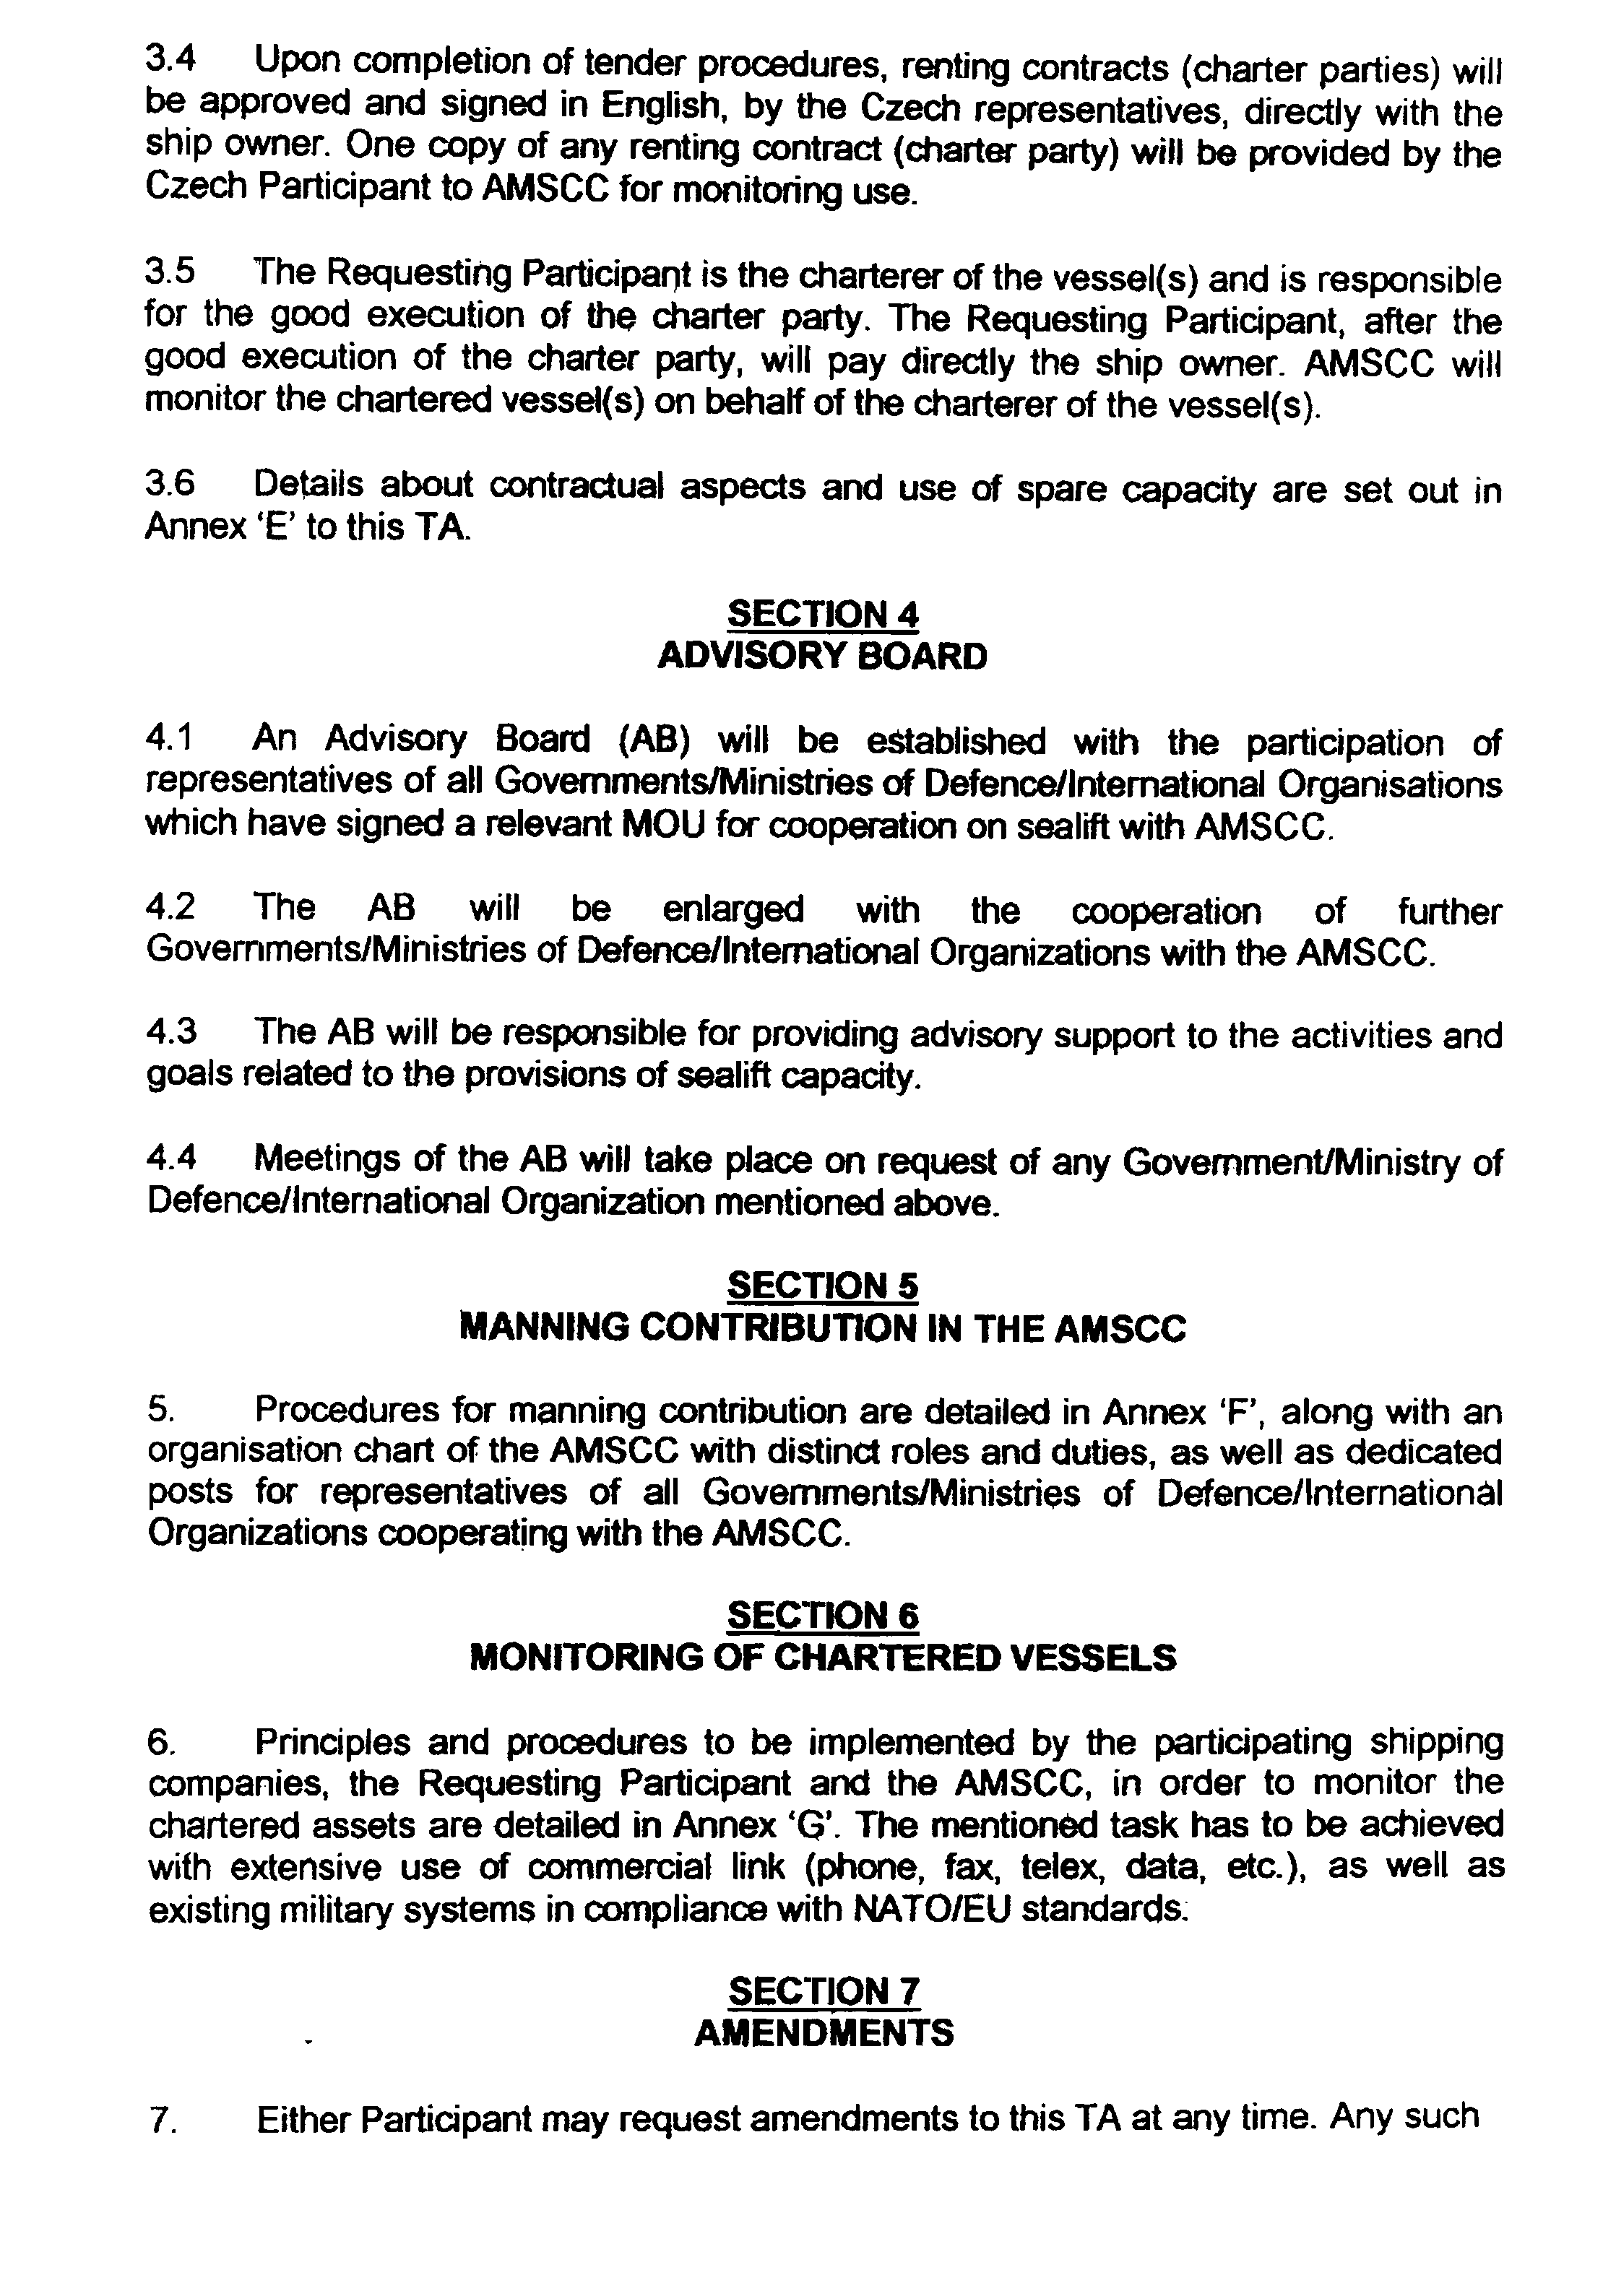 3.4 Upon completion of tender procedures, renting contracts (charter parties) will
be approved and signed in English, by the Czech representatives, directly with the
ship owner. One copy of any renting contract (charter party) will be provided by the
Czech Participant to AMSCC for monitoring use.
3.5 The Requesting Participant is the charterer of the vessel(s) and is responsible
for the good execution of the charter party. The Requesting Participant, after the
good execution of the charter party, will pay directly the ship owner. AMSCC will
monitor the chartered vessel(s) on behalf of the charterer of the vessel(s).
3.6 Details about contractual aspects and use of spare capacity are set out in
Annex ‘E’ to this TA.
SECTION 4
ADVISORY BOARD
4.1 An Advisory Board (AB) will be established with the participation of
representatives of all Governments/Ministries of Defence/International Organisations
which have signed a relevant MOU for cooperation on sealift with AMSCC.
4.2 The AB will be enlarged with the cooperation of further
Governments/Ministries of Defence/International Organizations with the AMSCC.
4.3 The AB will be responsible for providing advisory support to the activities and
goals related to the provisions of sealift capacity.
4.4 Meetings of the AB will take place on request of any Government/Ministry of
Defence/International Organization mentioned above.
SECTION 5
MANNING CONTRIBUTION IN THE AMSCC
5. Procedures for manning contribution are detailed in Annex ‘F’, along with an
organisation chart of the AMSCC with distinct roles and duties, as well as dedicated
posts for representatives of all Governments/Ministries of Defence/International
Organizations cooperating with the AMSCC.
SECTION 6
MONITORING OF CHARTERED VESSELS
6. Principles and procedures to be implemented by the participating shipping
companies, the Requesting Participant and the AMSCC, in order to monitor the
chartered assets are detailed in Annex ‘G’. The mentioned task has to be achieved
with extensive use of commercial link (phone, fax, telex, data, etc.), as well as
existing military systems in compliance with NATO/EU standards.
SECTION 7
AMENDMENTS
7. Either Participant may request amendments to this TA at any time. Any such